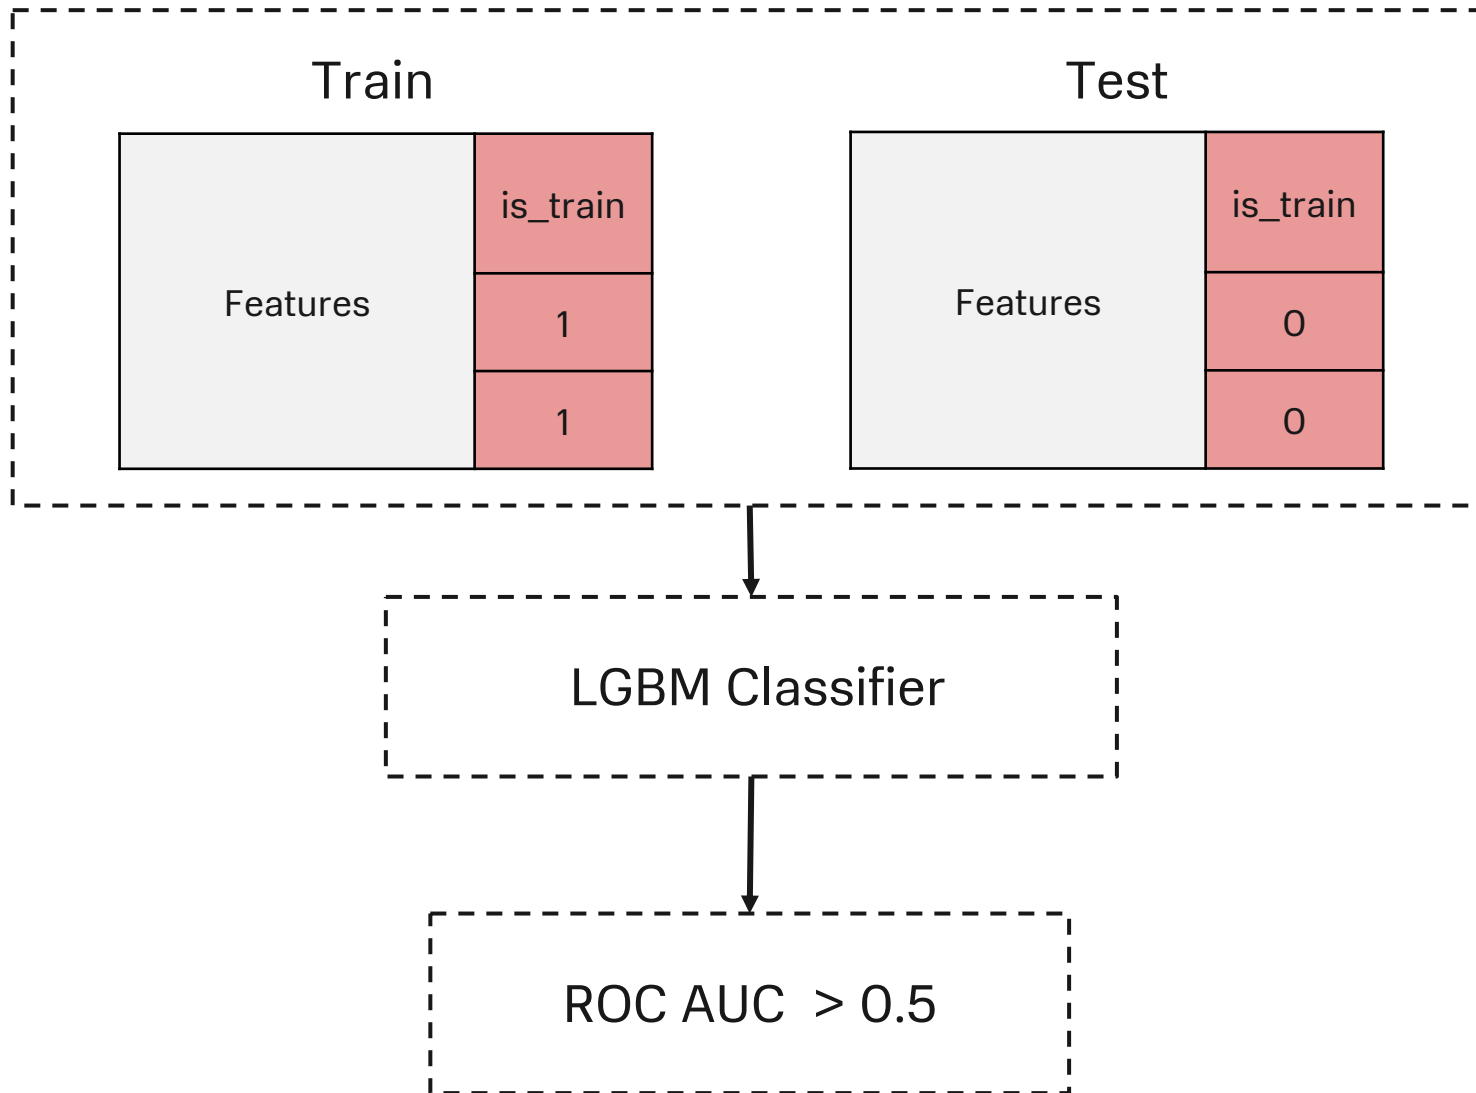 Train
Features
is_train
1
1
Test
Features
is_train
0
0
LGBM Classifier
ROC AUC > 0.5